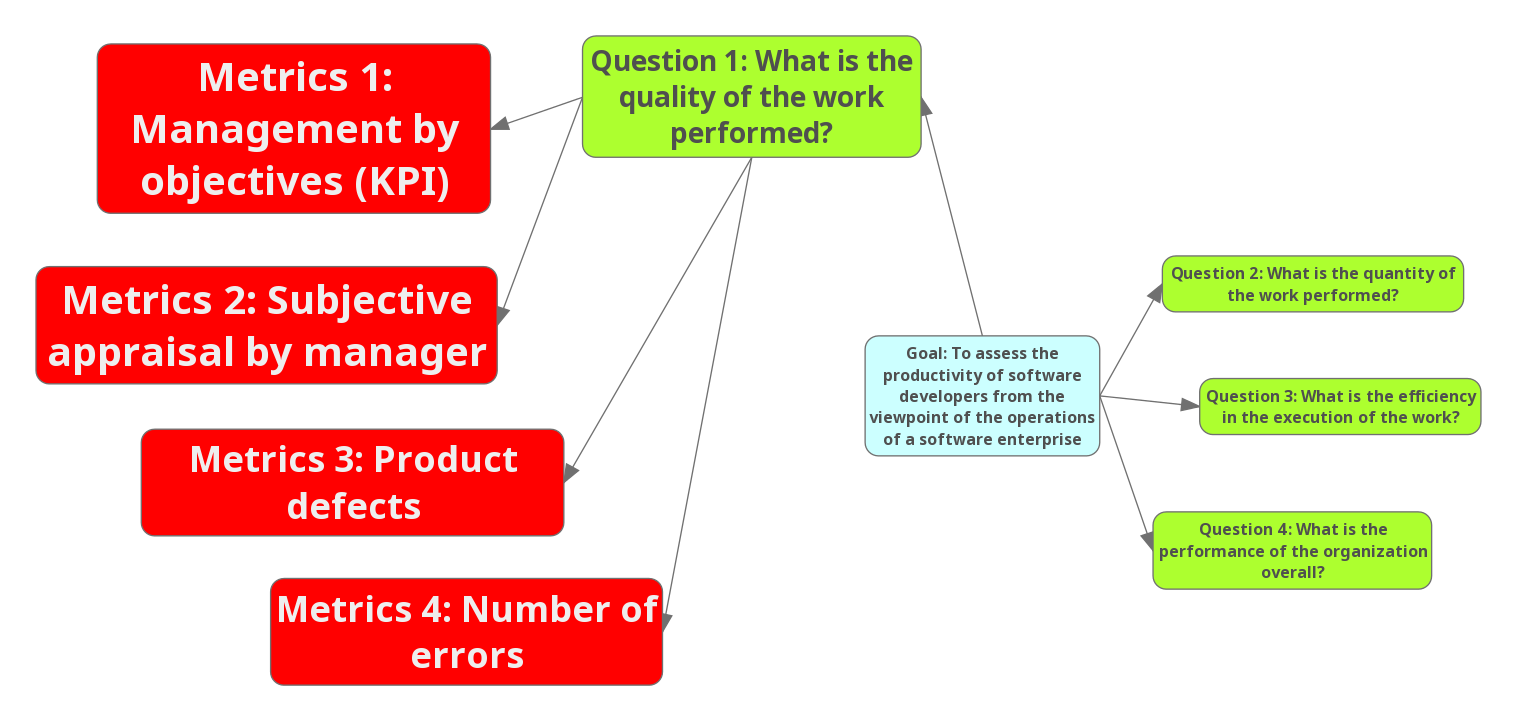 Metrics 1:
Management by
objectives (KPI)
Metrics 2: Subjective
appraisal by manager
Metrics 3: Product
defects
Metrics 4: Number of
errors
Question 1: What is the
quality of the work
performed?
Goal: To assess the
productivity of software
developers from the
viewpoint of the operations
of a software enterprise
Question 2: What is the quantity of
the work performed?
Question 3: What is the efficiency
in the execution of the work?
Question 4: What is the
performance of the organization
overall?